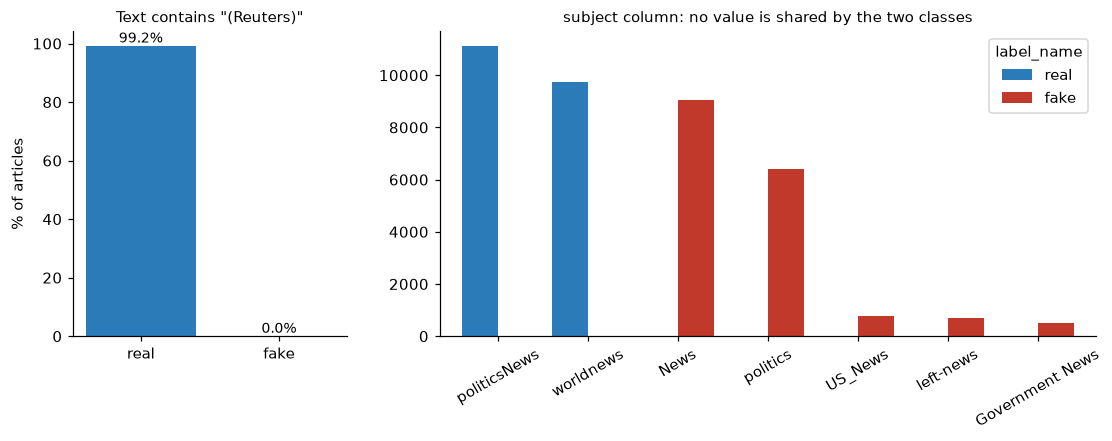 Text contains "(Reuters)"
% of articles
100
80
60
40
20
0
99.2%
0.0%
real
fake
subject column: no value is shared by the two classes
10000
8000
6000
4000
2000
0
politicsNews
worldnews
News
politics
US_News
left-news
Government News
label_name
real
fake